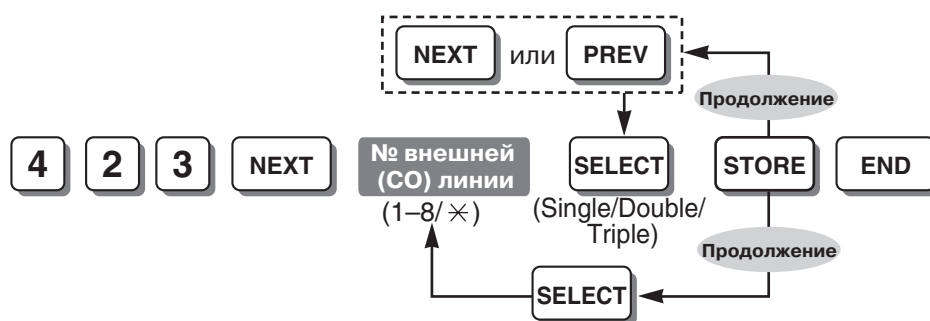 NEXT или PREV
Продолжение
4 2 3 NEXT № внешней (СО) линии SELECT STORE END
(1–8/ ✳)
(Single/Double/
Triple)
Продолжение
SELECT